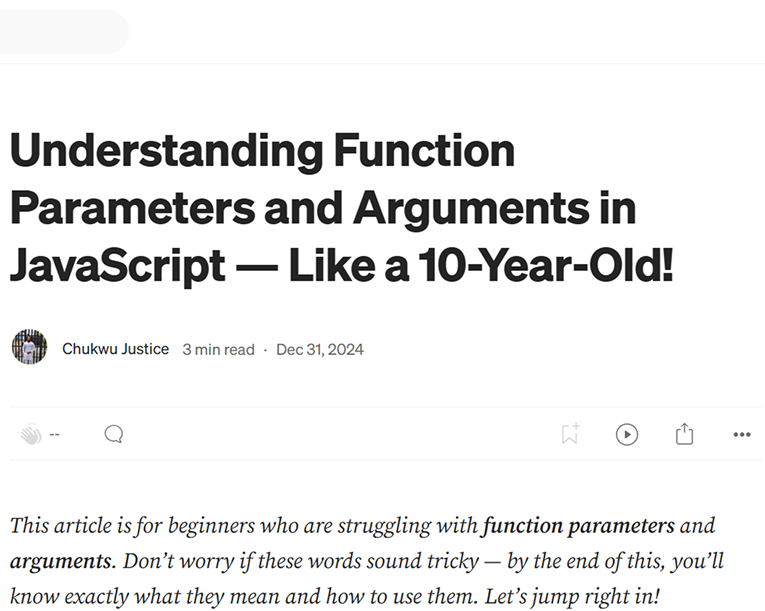 Understanding Function
Parameters and Arguments in
JavaScript — Like a 10-Year-Old!
Chukwu Justice 3 min read · Dec 31, 2024
--
This article is for beginners who are struggling with function parameters and
arguments. Don’t worry if these words sound tricky — by the end of this, you’ll
know exactly what they mean and how to use them. Let’s jump right in!